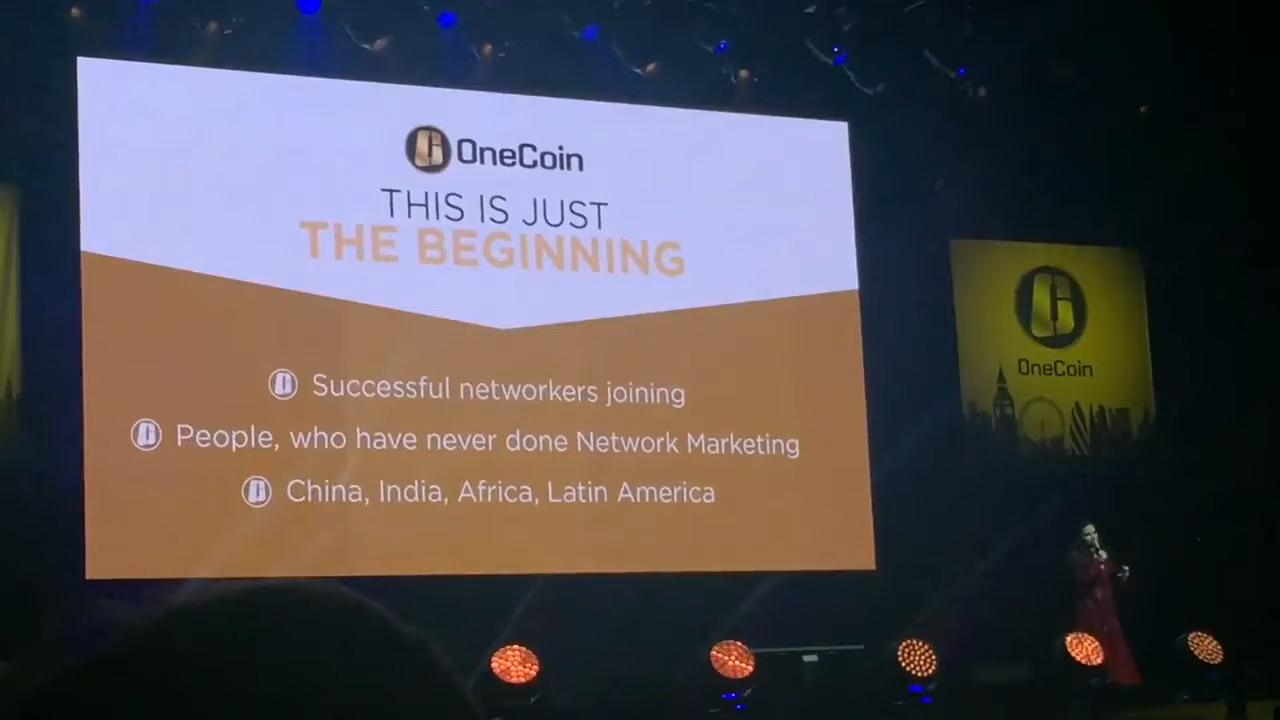 OneCoin
THIS IS JUST
THE BEGINNING
Successful networkers joining
People, who have never done Network Marketing
China, India, Africa, Latin America
OneCoin